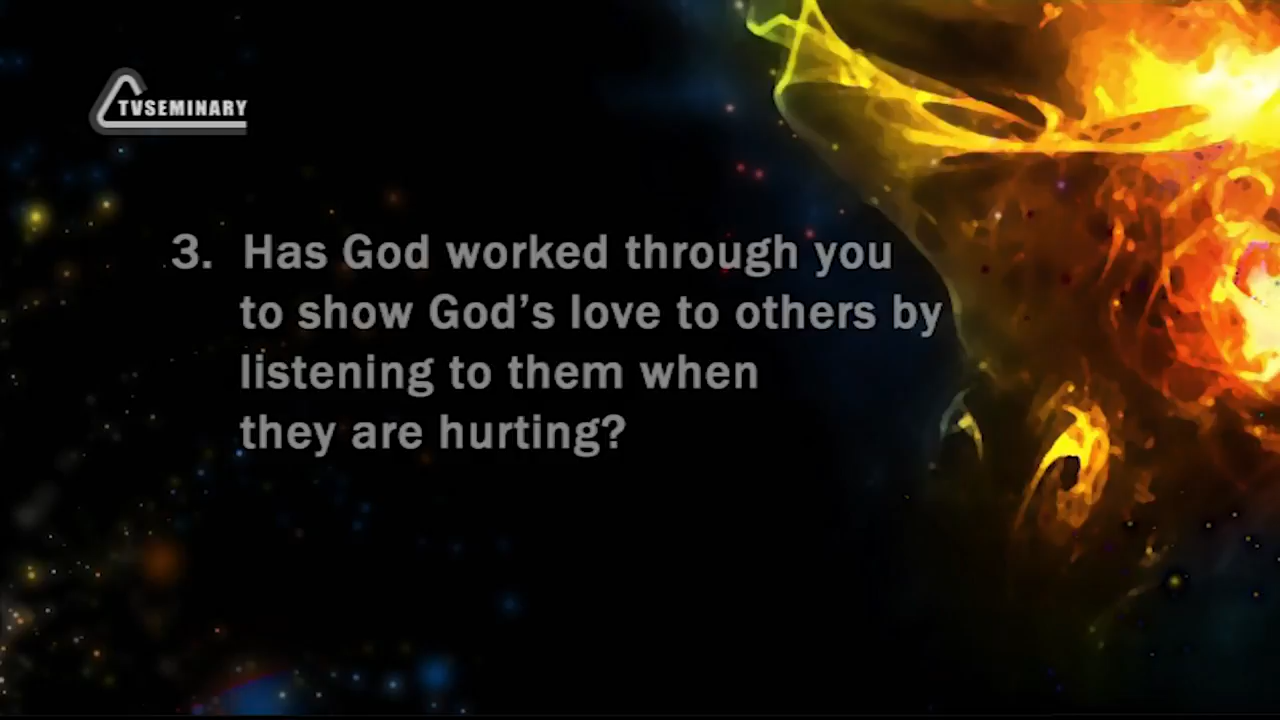 TVSEMINARY
3. Has God worked through you
to show God’s love to others by
listening to them when
they are hurting?